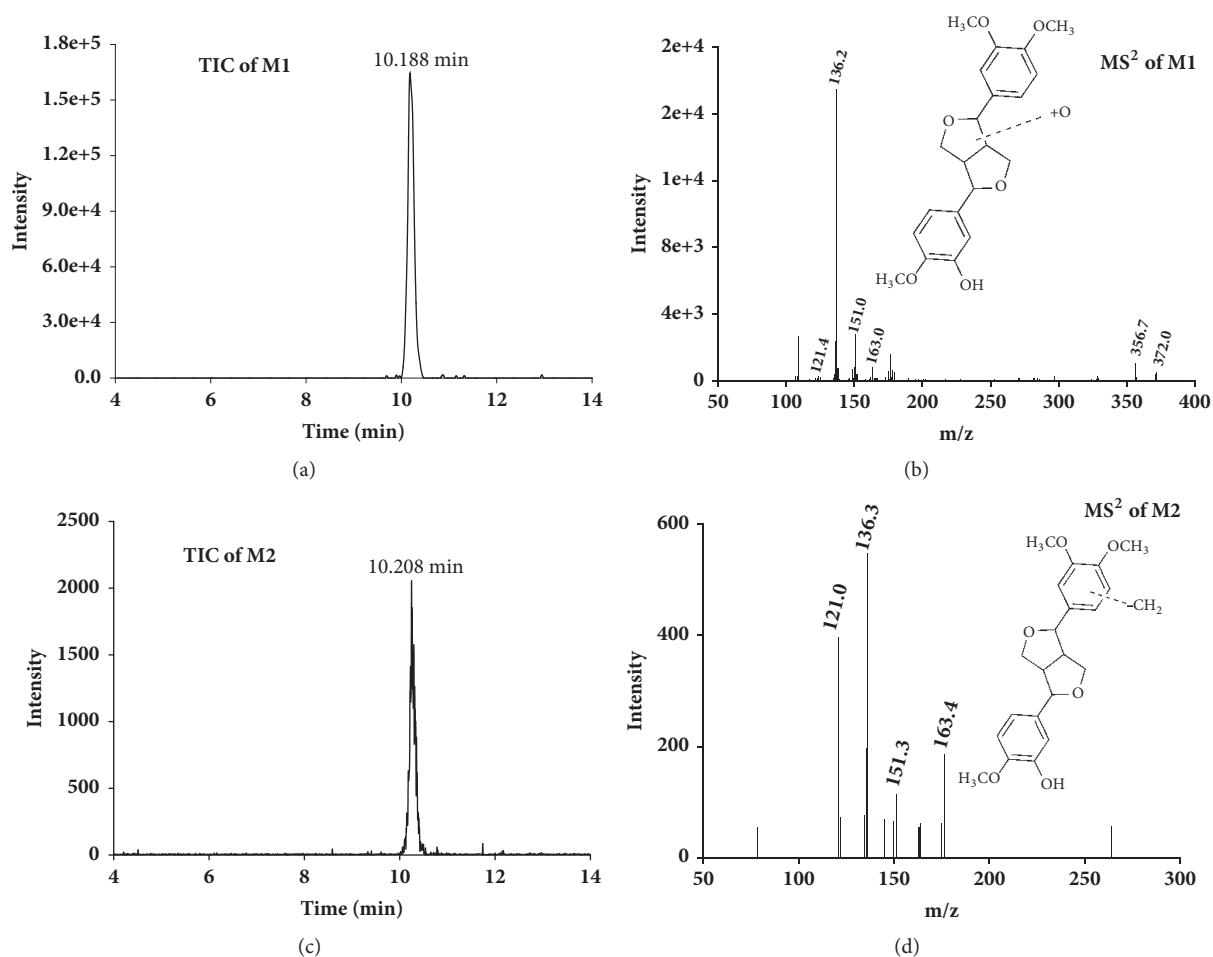 TIC of M1
10.188 min
1.8e+5
1.5e+5
1.2e+5
9.0e+4
6.0e+4
3.0e+4
0.0
4 6 8 10 12 14
Intensity
Time (min)
(a)
MS² of M1
H₃CO
OCH₃
O
+O
O
H₃CO
OH
2e+4
2e+4
1e+4
8e+3
4e+3
0
136.2
121.4
151.0
163.0
356.7
372.0
50 100 150 200 250 300 350 400
Intensity
m/z
(b)
TIC of M2
10.208 min
2500
2000
1500
1000
500
0
4 6 8 10 12 14
Intensity
Time (min)
(c)
MS² of M2
H₃CO
OCH₃
-CH₂
O
O
H₃CO
OH
600
400
200
0
121.0
136.3
151.3
163.4
50 100 150 200 250 300
Intensity
m/z
(d)